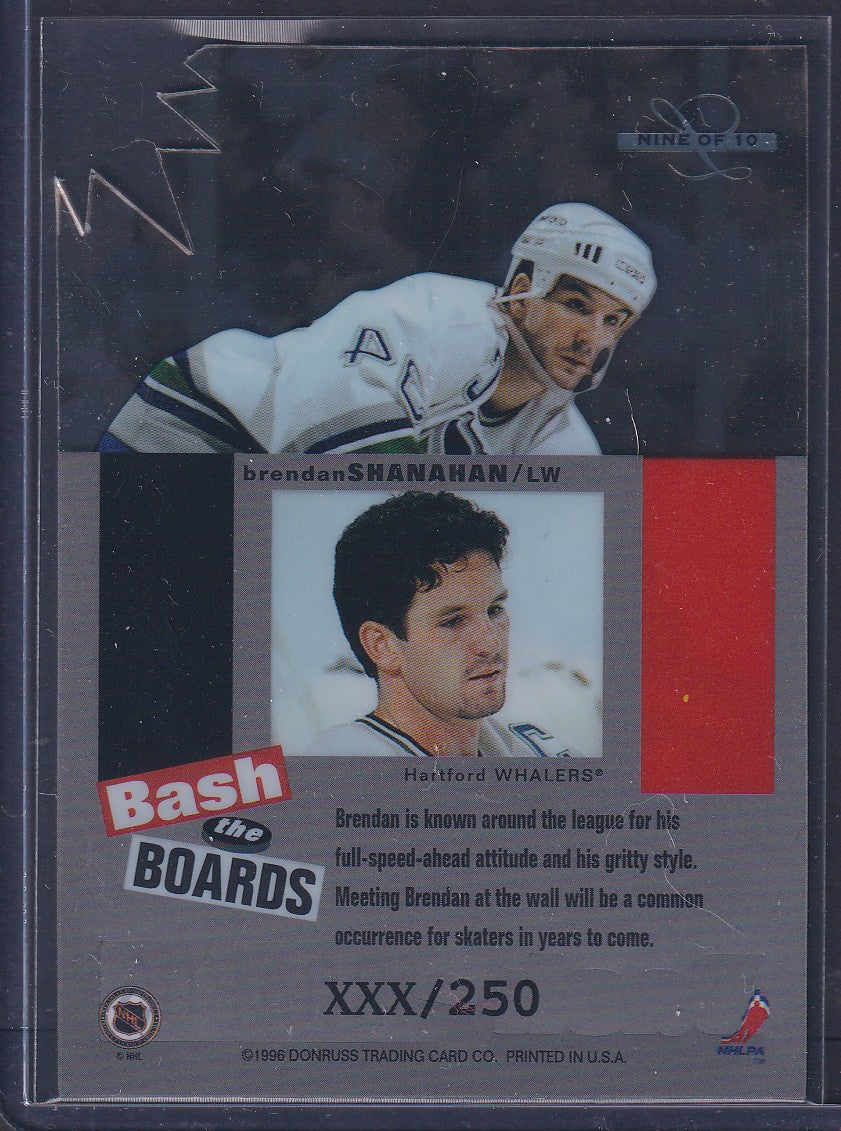 NINE OF 10
brendanSHANAHAN/LW
Hartford WHALERS®
Bash
the
BOARDS
Brendan is known around the league for his
full-speed-ahead attitude and his gritty style.
Meeting Brendan at the wall will be a common
occurrence for skaters in years to come.
XXX/250
NHL
© NHL
©1996 DONRUSS TRADING CARD CO. PRINTED IN U.S.A.
NHLPA
TM